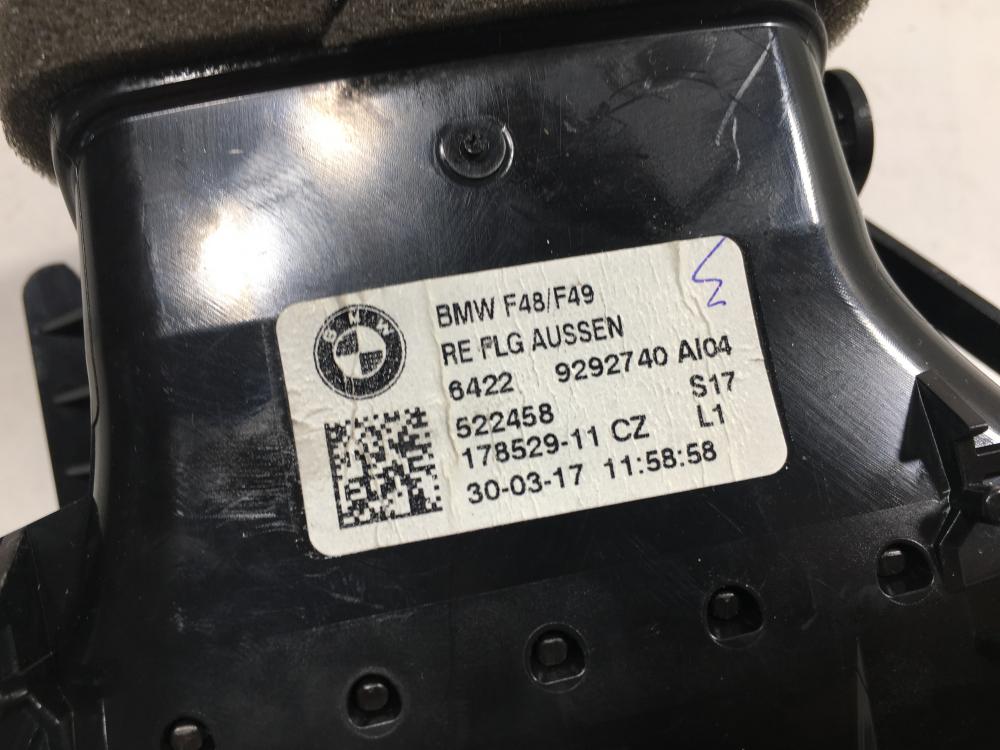 BMW
BMW F48/F49
RE FLG AUSSEN
6422 9292740 AI04
522458 S17
178529-11 CZ L1
30-03-17 11:58:58